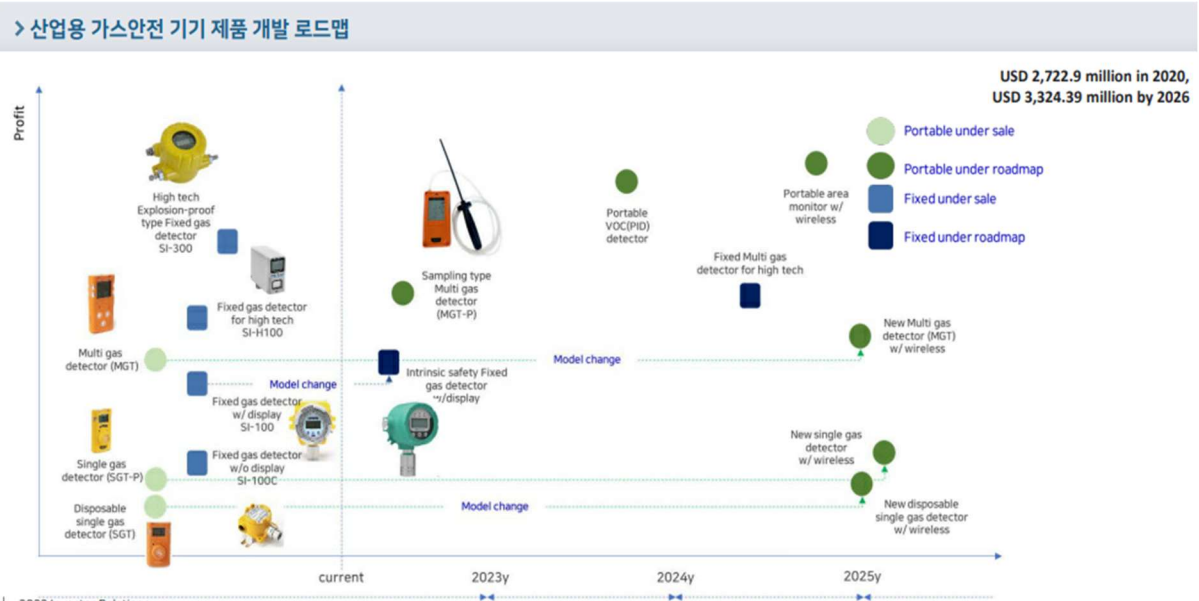 산업용 가스안전 기기 제품 개발 로드맵
USD 2,722.9 million in 2020,
USD 3,324.39 million by 2026
Profit
Portable under sale
Portable under roadmap
Fixed under sale
Fixed under roadmap
High tech
Explosion-proof
type Fixed gas
detector
SI-300
Fixed gas detector
for high tech
SI-H100
Multi gas
detector (MGT)
Model change
Fixed gas detector
w/ display
SI-100
Single gas
detector (SGT-P)
Fixed gas detector
w/o display
SI-100C
Disposable
single gas
detector (SGT)
Sampling type
Multi gas
detector
(MGT-P)
Intrinsic safety Fixed
gas detector
w/display
Portable
VOC(PID)
detector
Portable area
monitor w/
wireless
Fixed Multi gas
detector for high tech
Model change
New Multi gas
detector (MGT)
w/ wireless
New single gas
detector
w/ wireless
Model change
New disposable
single gas detector
w/ wireless
current
2023y
2024y
2025y